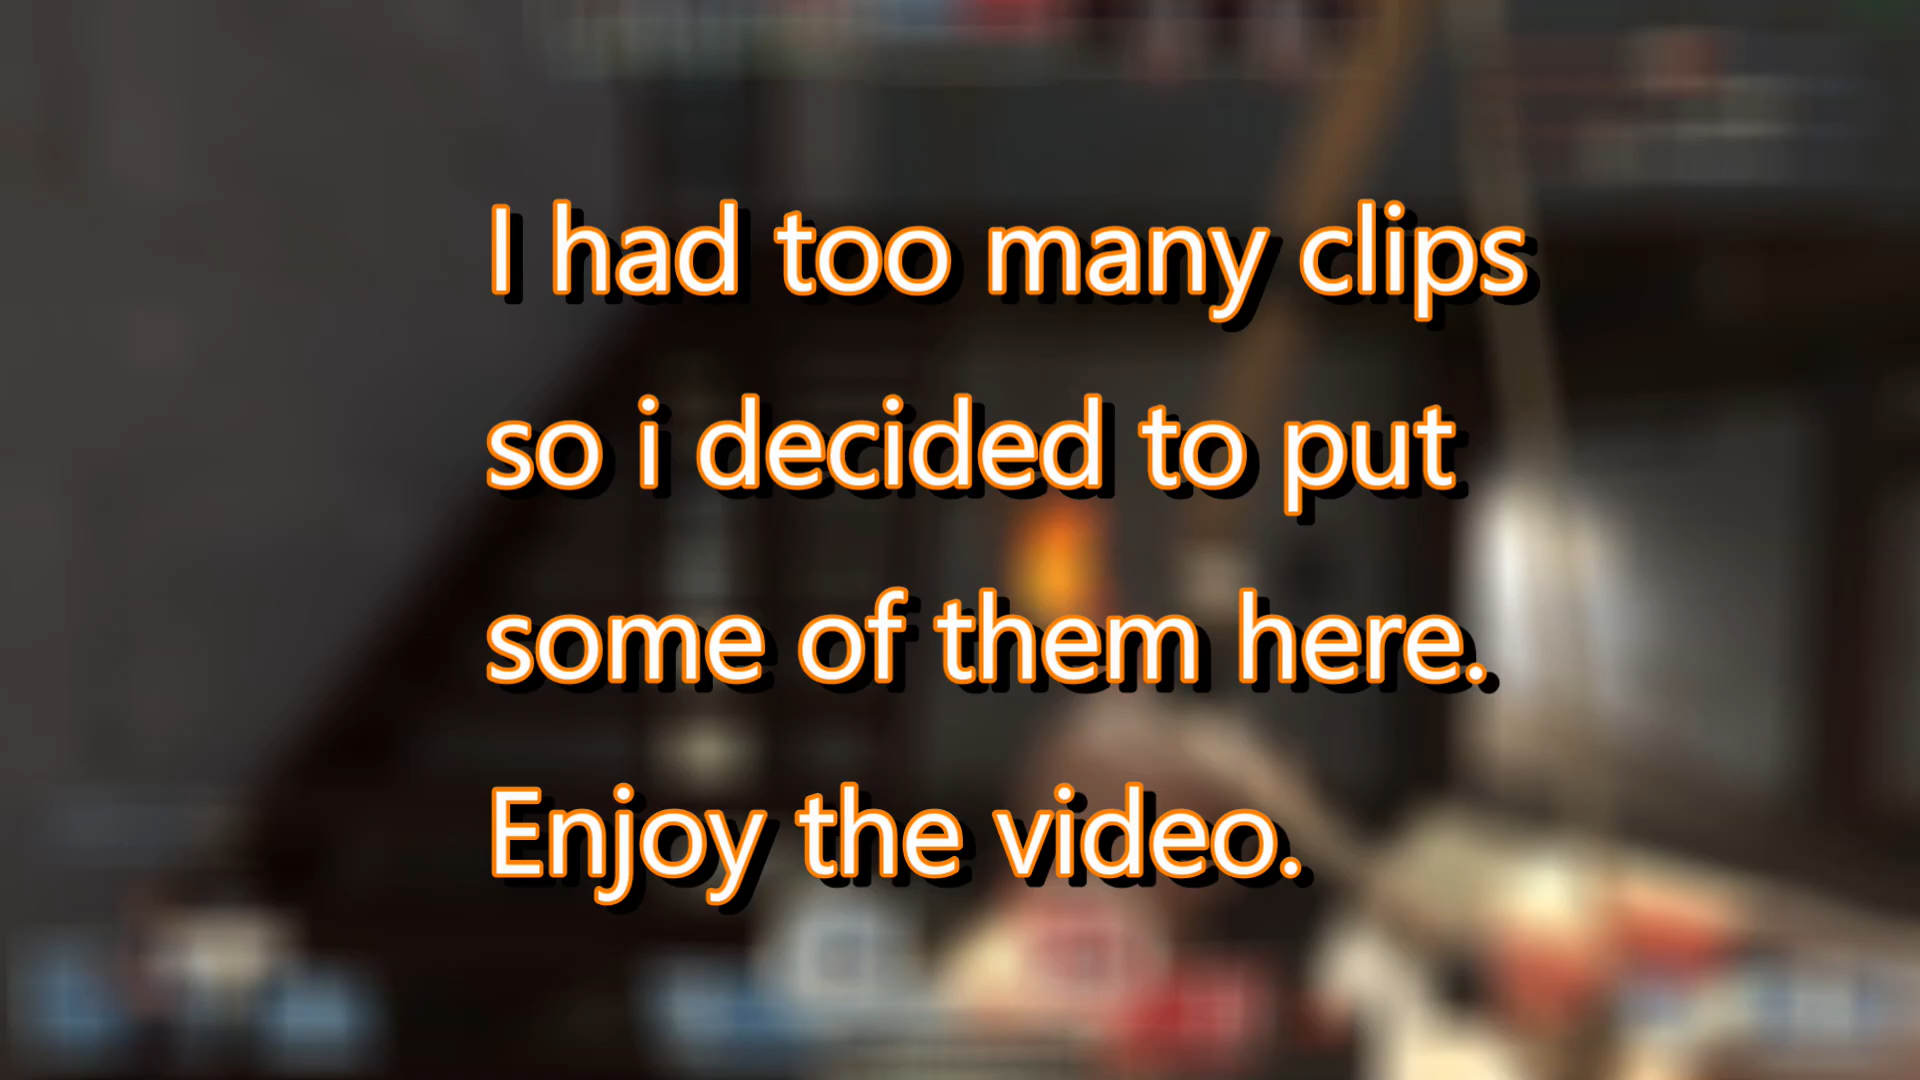 I had too many clips
so i decided to put
some of them here.
Enjoy the video.